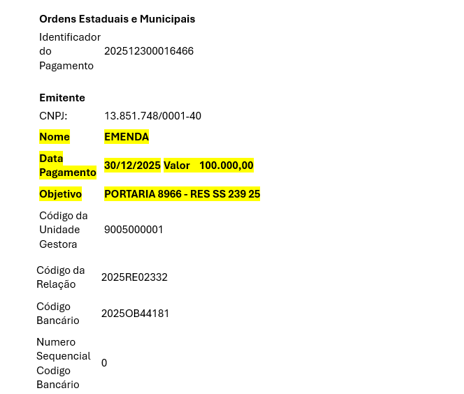 Ordens Estaduais e Municipais
Identificador
do
Pagamento 202512300016466
Emitente
CNPJ: 13.851.748/0001-40
Nome EMENDA
Data
Pagamento 30/12/2025 Valor 100.000,00
Objetivo PORTARIA 8966 - RES SS 239 25
Código da
Unidade
Gestora 9005000001
Código da
Relação 2025RE02332
Código
Bancário 2025OB44181
Numero
Sequencial
Codigo
Bancário 0